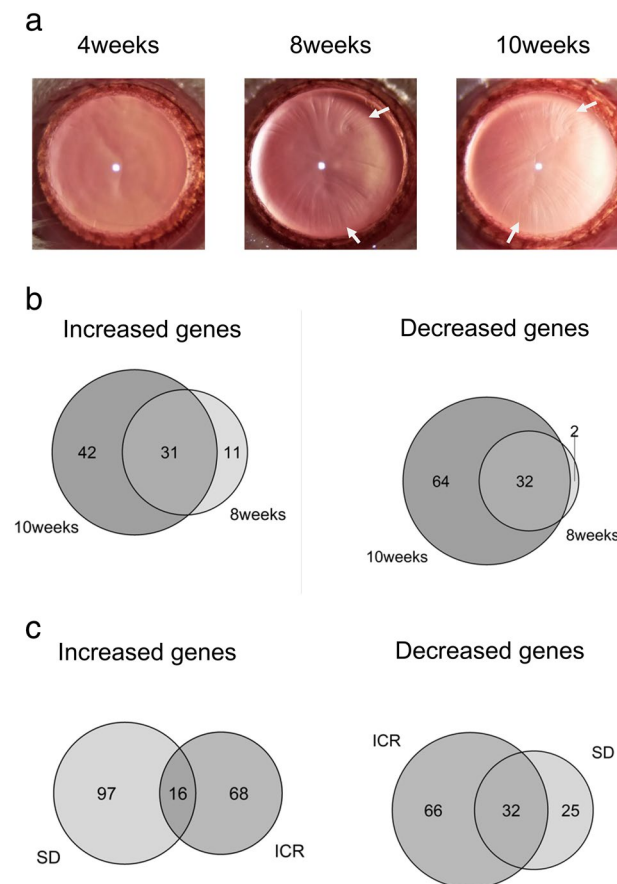 a
4weeks 8weeks 10weeks
b
Increased genes Decreased genes
42 31 11
10weeks 8weeks
2
64 32
8weeks
10weeks
c
Increased genes Decreased genes
97 16 68
SD ICR
ICR SD
66 32 25